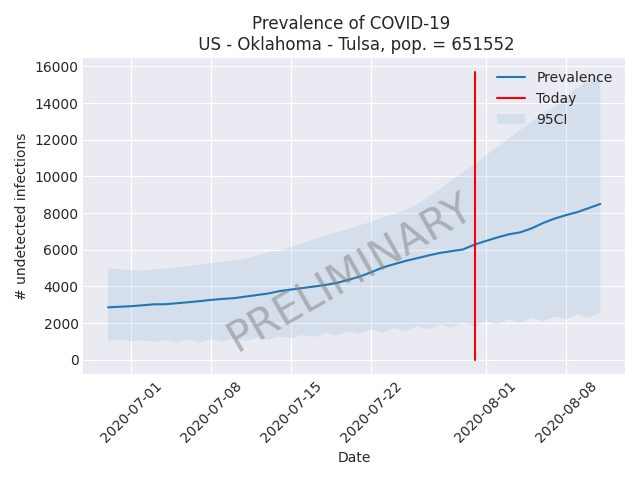 Prevalence of COVID-19
US - Oklahoma - Tulsa, pop. = 651552
# undetected infections
16000
14000
12000
10000
8000
6000
4000
2000
0
Prevalence
Today
95CI
PRELIMINARY
2020-07-01
2020-07-08
2020-07-15
2020-07-22
2020-08-01
2020-08-08
Date